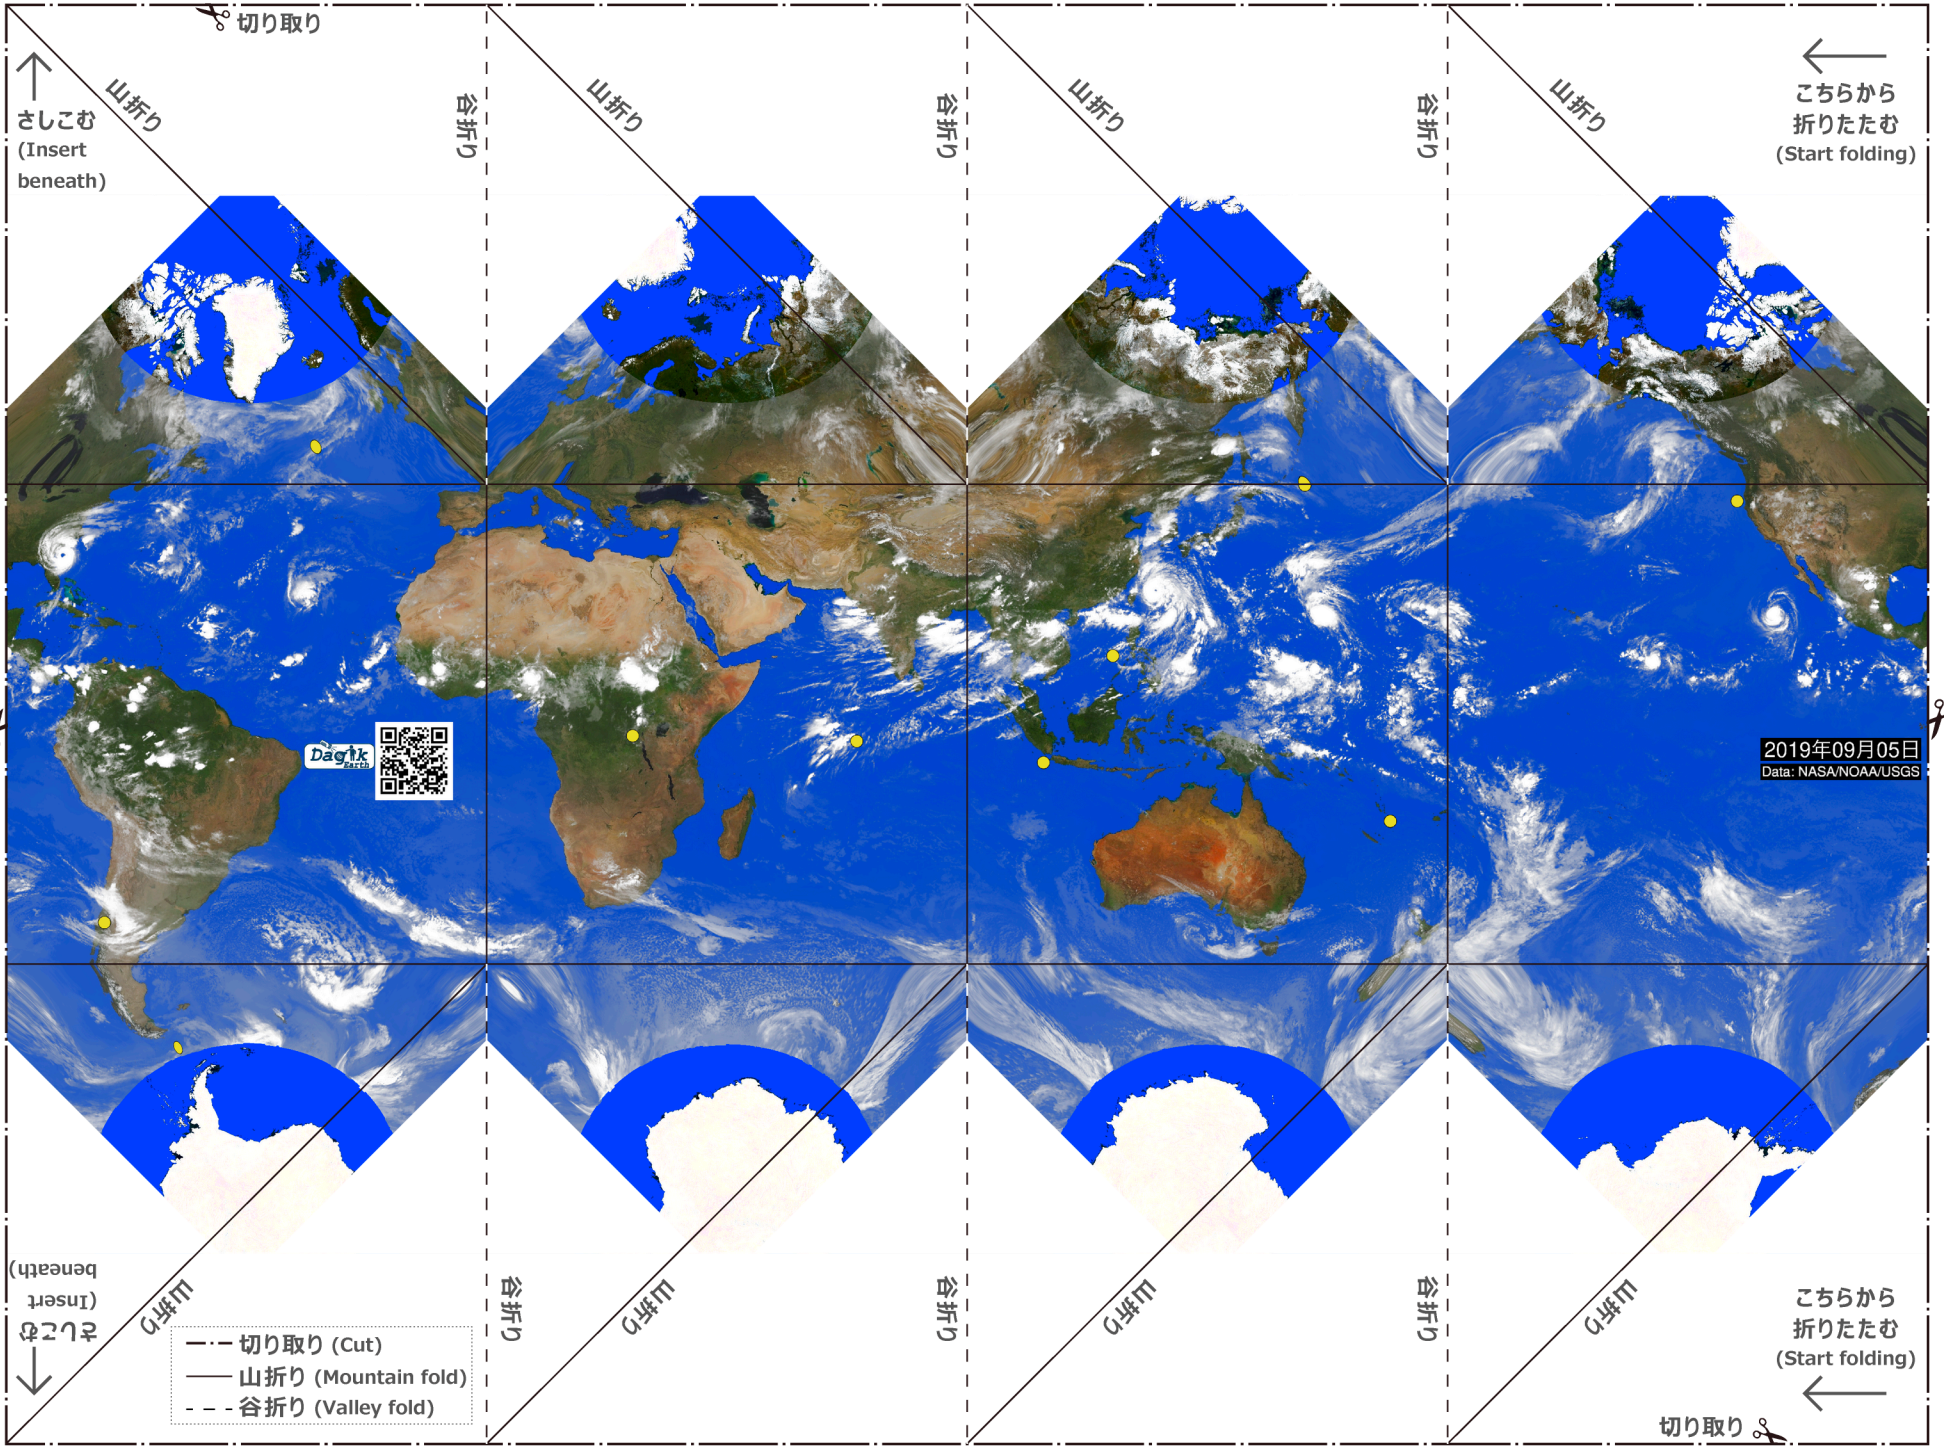 切り取り
山折り
山折り
山折り
山折り
谷折り
谷折り
谷折り
さしこむ
(Insert
beneath)
こちらから
折りたたむ
(Start folding)
Dagik
Earth
2019年09月05日
Data: NASA/NOAA/USGS
さしこむ
(Insert
beneath)
山折り
山折り
山折り
山折り
谷折り
谷折り
谷折り
こちらから
折りたたむ
(Start folding)
切り取り (Cut)
山折り (Mountain fold)
谷折り (Valley fold)
切り取り